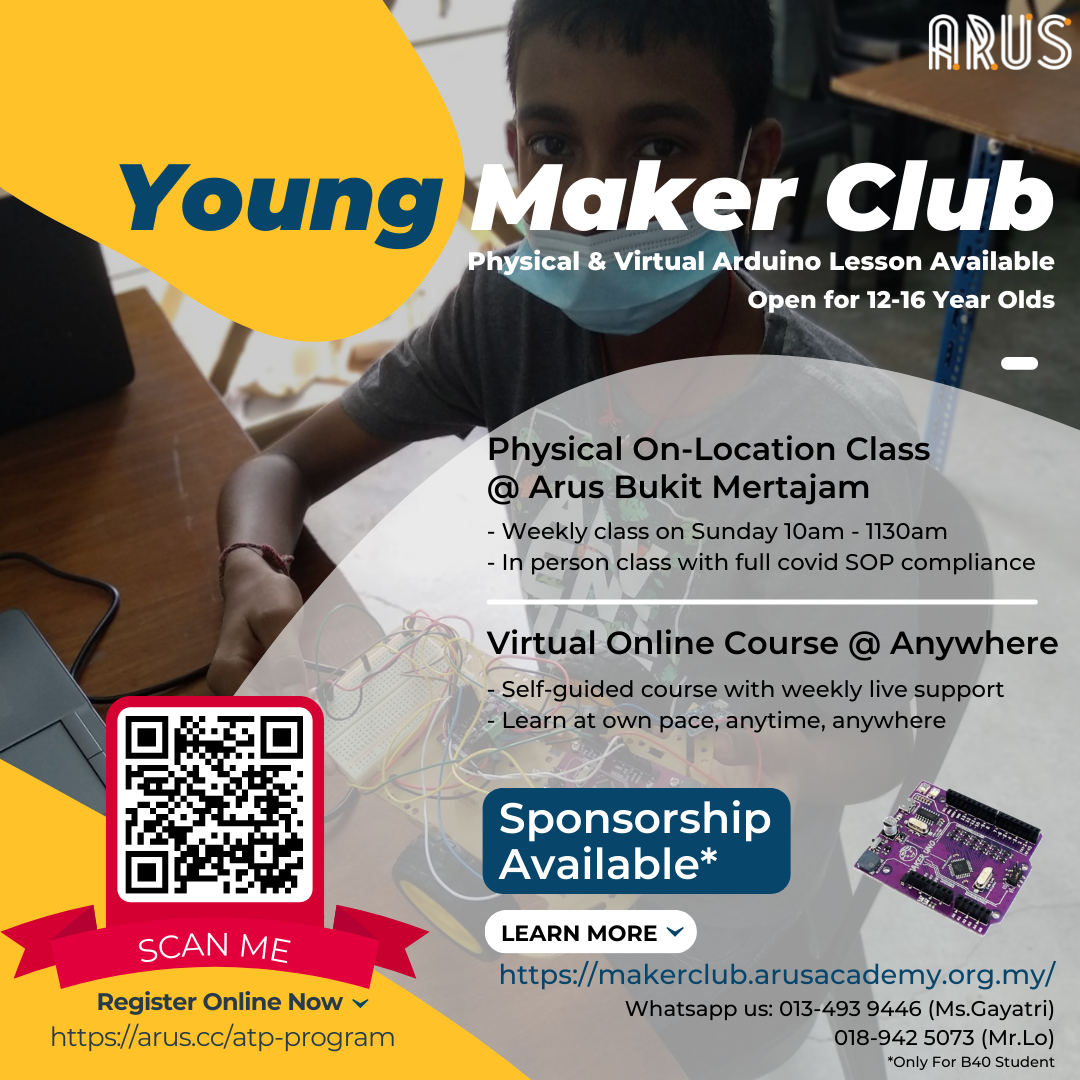 ARUS
Young Maker Club
Physical & Virtual Arduino Lesson Available
Open for 12-16 Year Olds
Physical On-Location Class
@ Arus Bukit Mertajam
- Weekly class on Sunday 10am - 1130am
- In person class with full covid SOP compliance
Virtual Online Course @ Anywhere
- Self-guided course with weekly live support
- Learn at own pace, anytime, anywhere
Sponsorship
Available*
LEARN MORE
https://makerclub.arusacademy.org.my/
Whatsapp us: 013-493 9446 (Ms.Gayatri)
018-942 5073 (Mr.Lo)
*Only For B40 Student
SCAN ME
Register Online Now
https://arus.cc/atp-program